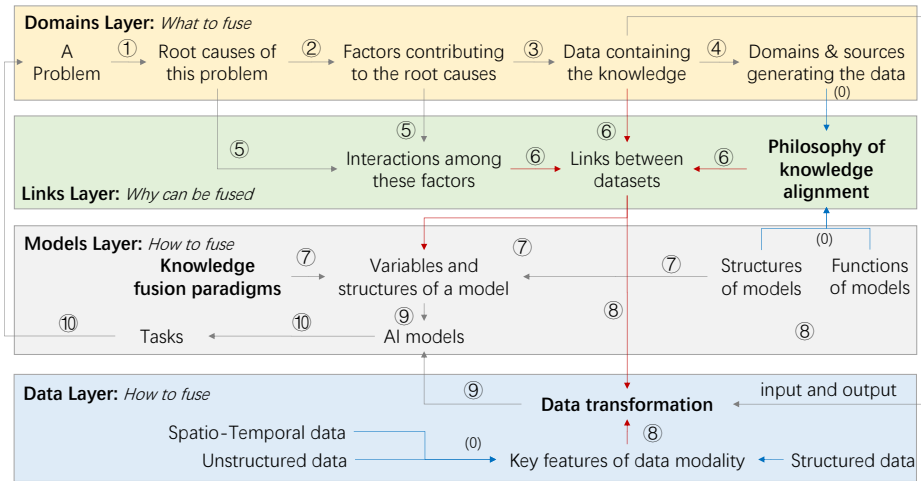 Domains Layer: What to fuse
A
Problem
①
Root causes of
this problem
②
Factors contributing
to the root causes
③
Data containing
the knowledge
④
Domains & sources
generating the data
(0)
⑤
⑤
⑥
Interactions among
these factors
⑥
Links between
datasets
⑥
Philosophy of
knowledge
alignment
Links Layer: Why can be fused
Models Layer: How to fuse
(0)
Knowledge
fusion paradigms
⑦
Variables and
structures of a model
⑦
⑦
Structures
of models
Functions
of models
⑩
Tasks
⑩
⑨
AI models
⑧
⑧
Data Layer: How to fuse
⑨
Data transformation
input and output
Spatio-Temporal data
Unstructured data
(0)
⑧
Key features of data modality
Structured data